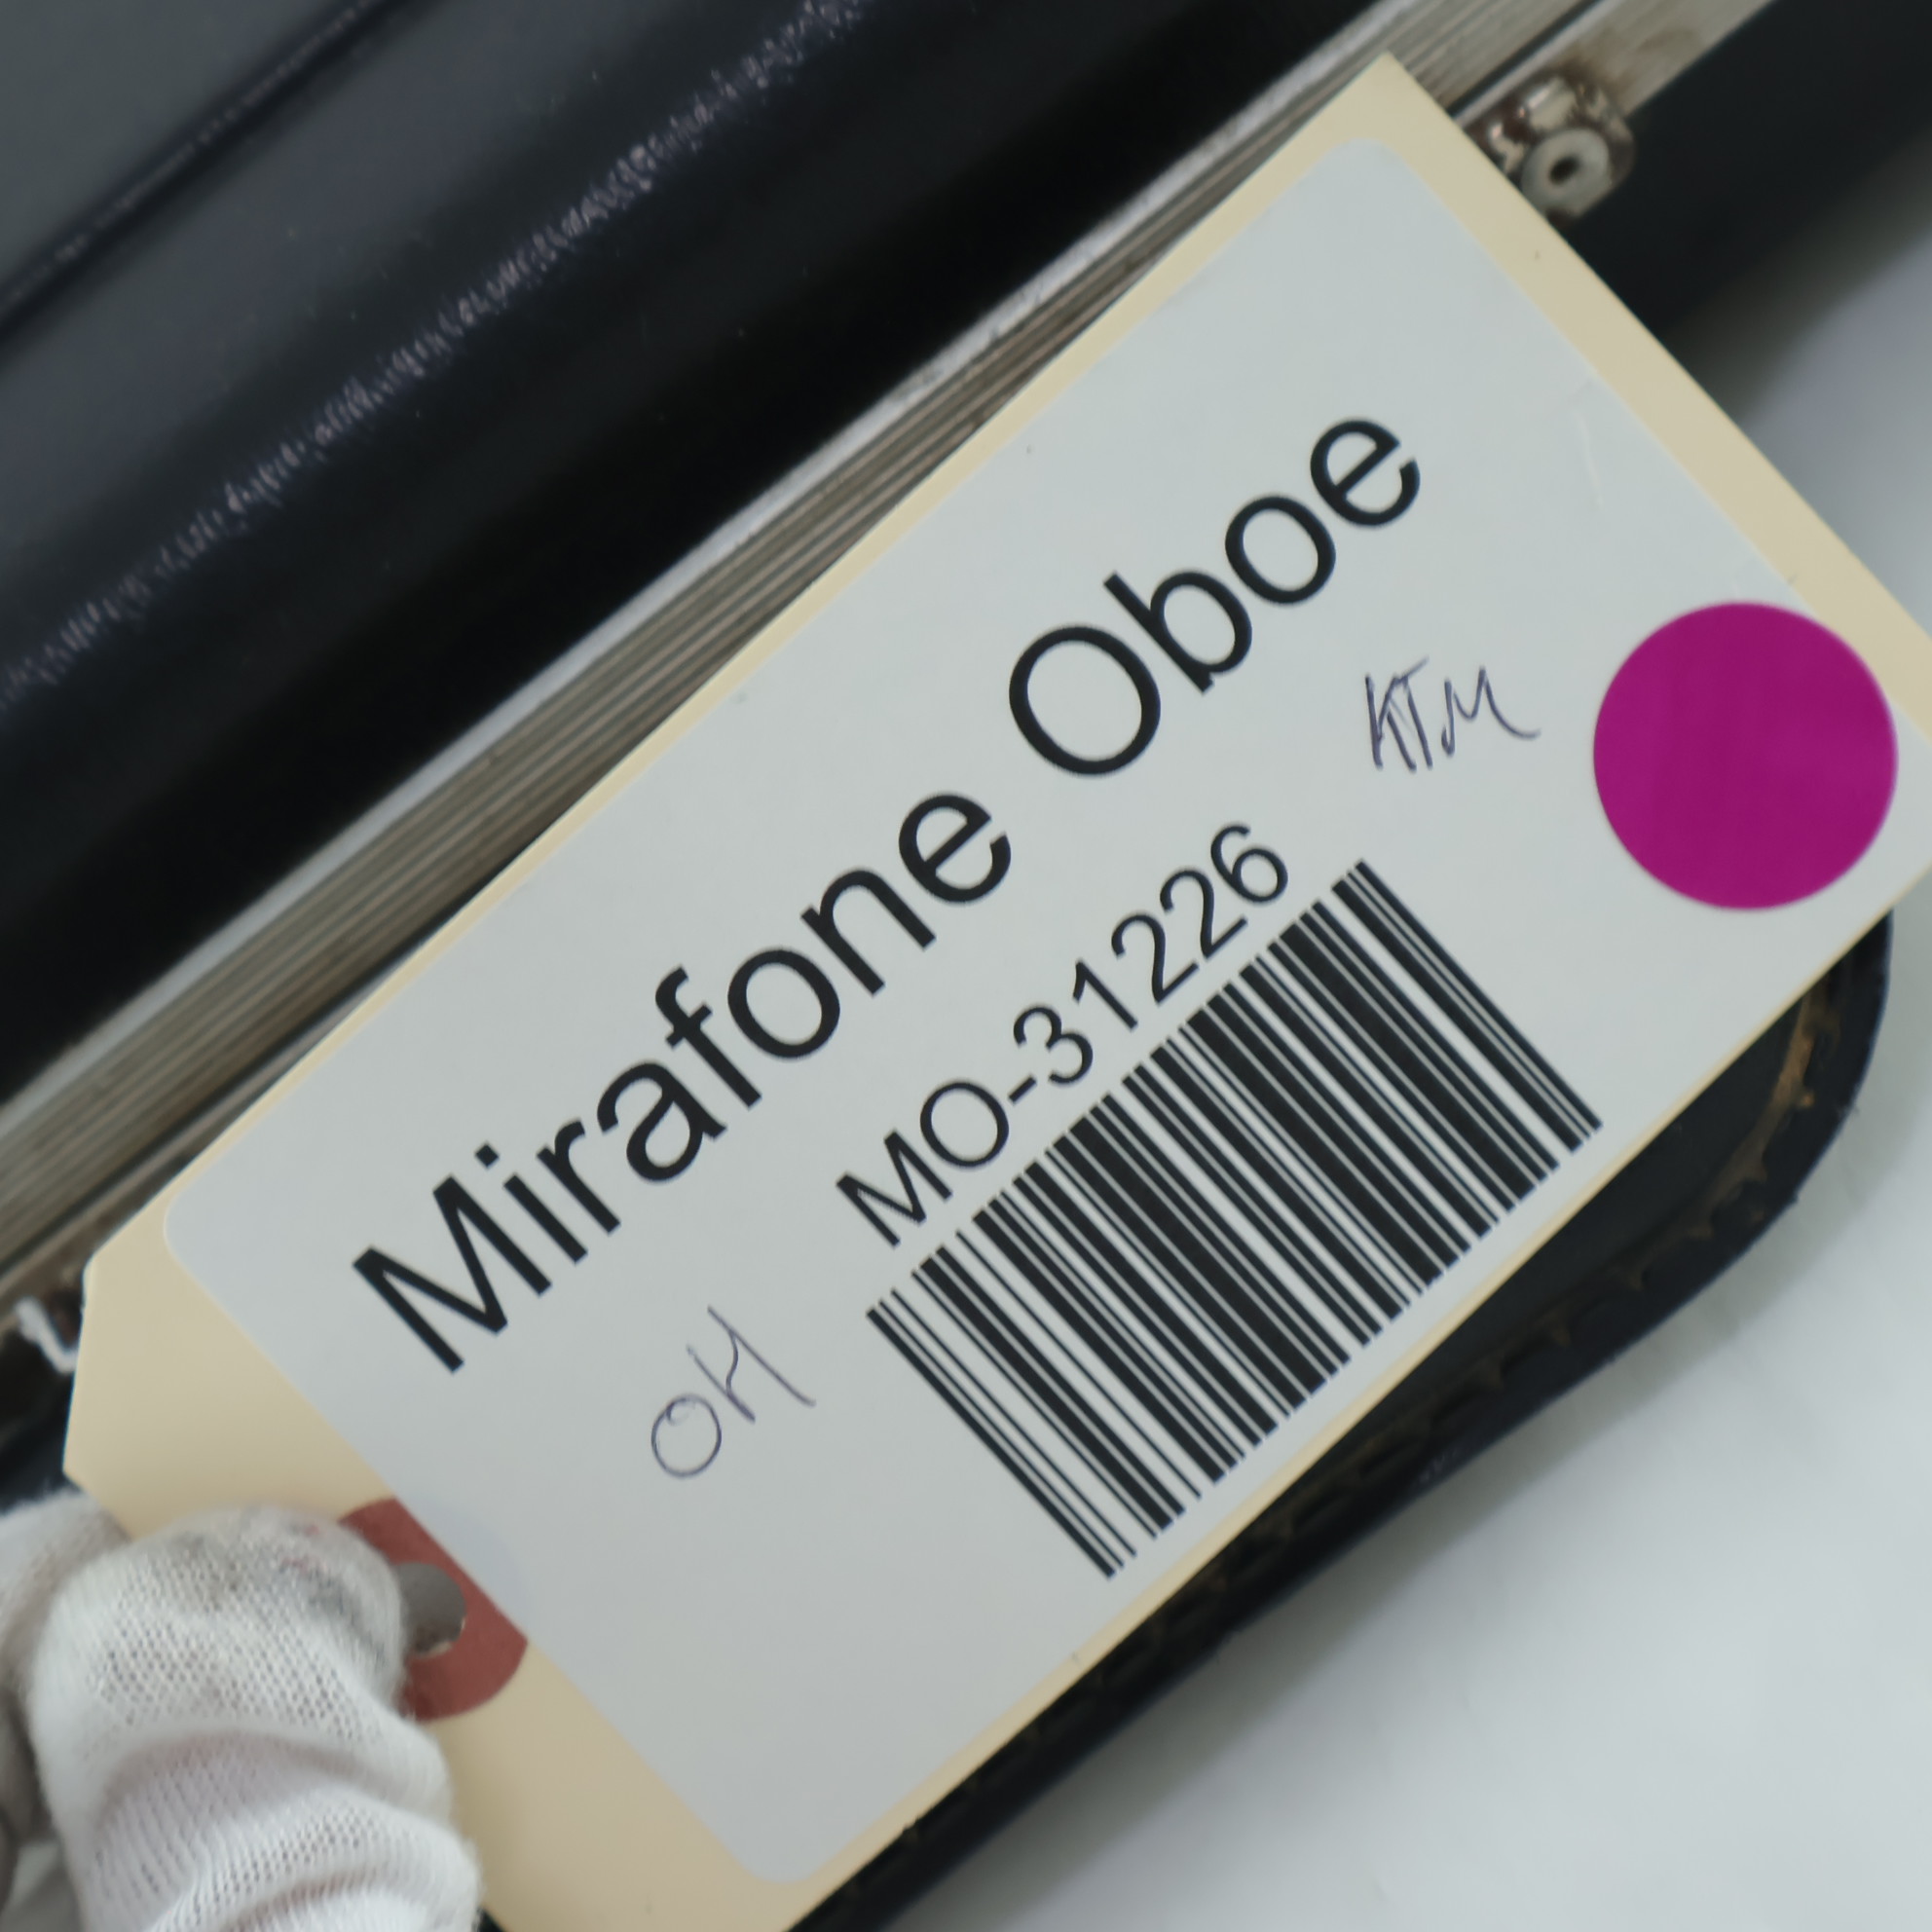 Mirafone Oboe
KTM
MO-31226
OH